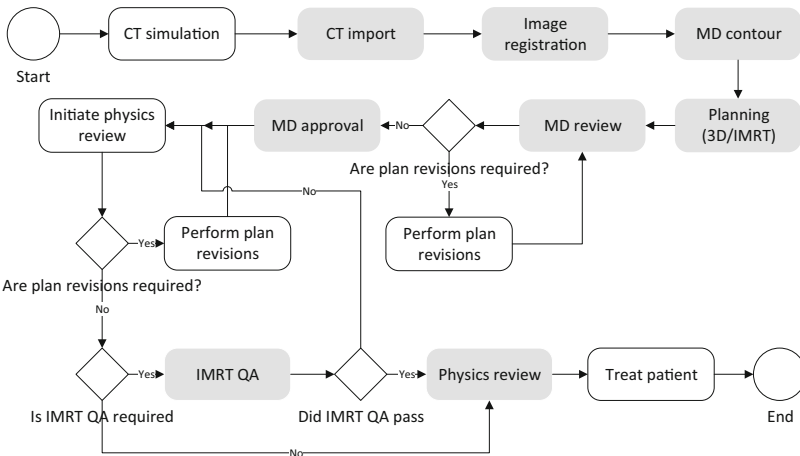 CT simulation
CT import
Image
registration
MD contour
Start
Initiate physics
review
MD approval
No
MD review
Planning
(3D/IMRT)
Are plan revisions required?
Yes
No
Yes
Perform plan
revisions
Perform plan
revisions
Are plan revisions required?
No
Yes
IMRT QA
Yes
Physics review
Treat patient
Is IMRT QA required
Did IMRT QA pass
End
No